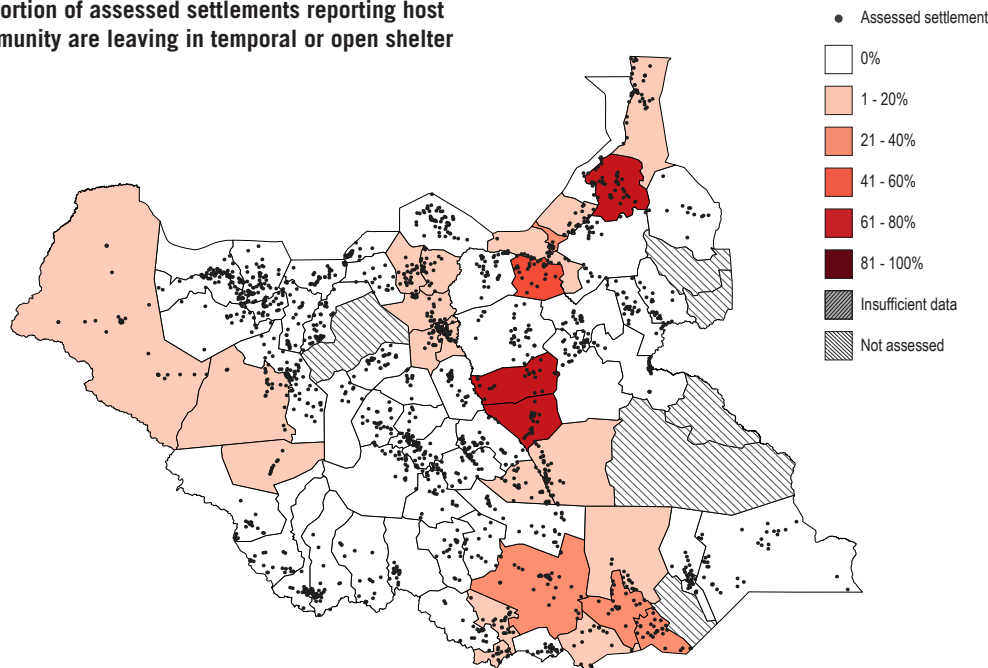 ortion of assessed settlements reporting host
munity are leaving in temporal or open shelter
Assessed settlement
0%
1 - 20%
21 - 40%
41 - 60%
61 - 80%
81 - 100%
Insufficient data
Not assessed